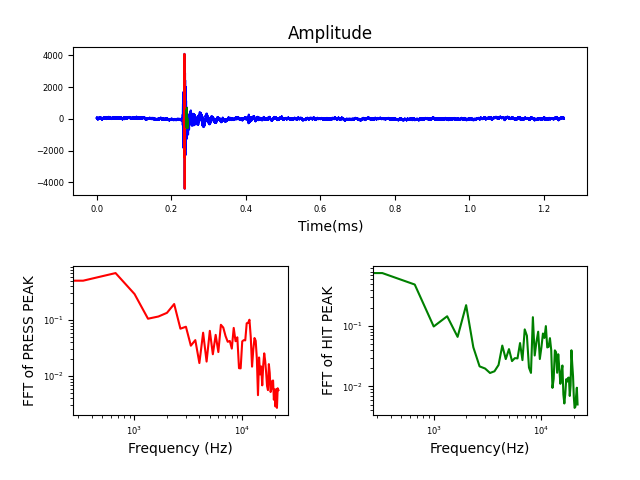 Amplitude
4000
2000
0
−2000
−4000
0.0 0.2 0.4 0.6 0.8 1.0 1.2
Time(ms)
FFT of PRESS PEAK
10⁻¹
10⁻²
10³ 10⁴
Frequency (Hz)
FFT of HIT PEAK
10⁻¹
10⁻²
10³ 10⁴
Frequency(Hz)